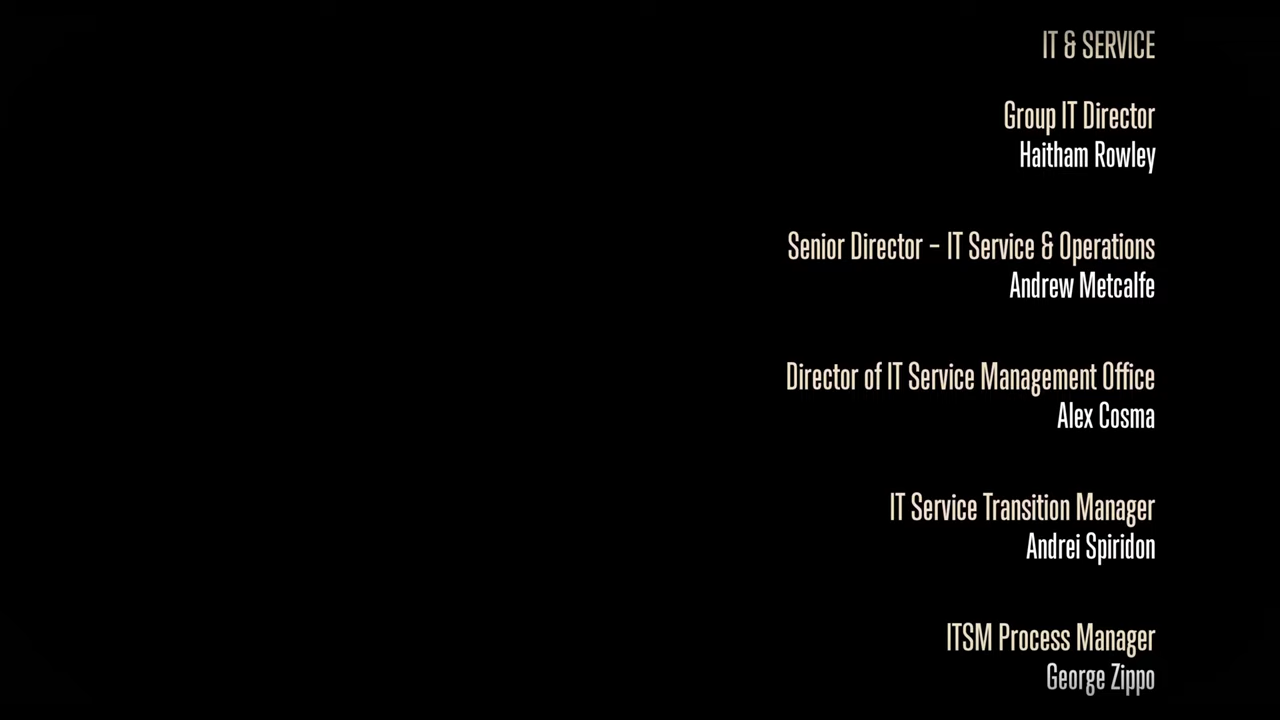 IT & SERVICE
Group IT Director
Haitham Rowley
Senior Director – IT Service & Operations
Andrew Metcalfe
Director of IT Service Management Office
Alex Cosma
IT Service Transition Manager
Andrei Spiridon
ITSM Process Manager
George Zippo